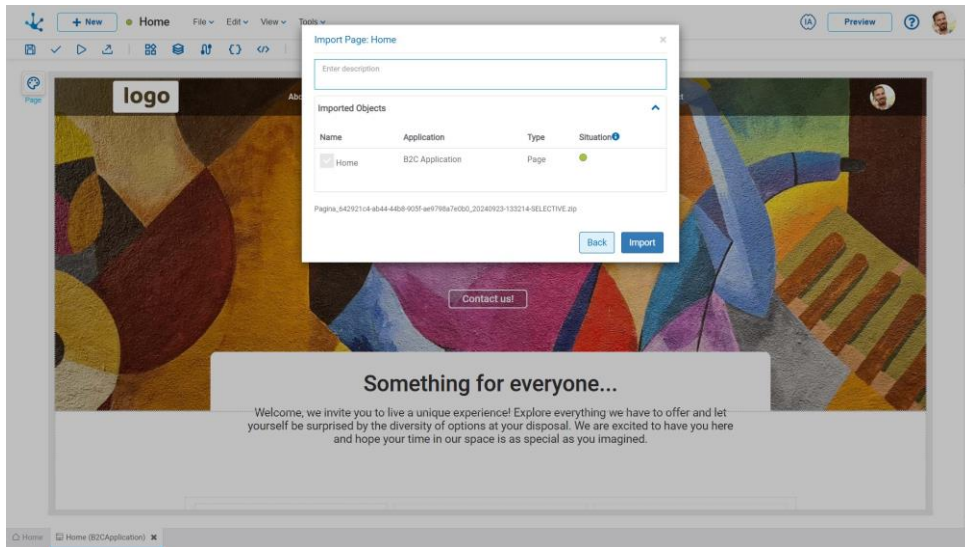 + New
Home
File
Edit
View
Tools
IA
Preview
?
Import Page: Home
×
Enter description
Imported Objects
Name Application Type Situation
Home B2C Application Page
Pagina_642921c4-ab44-44b8-905f-ae9798a7e0b0_20240923-133214-SELECTIVE.zip
Back
Import
Page
logo
Abo
t
Contact us!
Something for everyone...
Welcome, we invite you to live a unique experience! Explore everything we have to offer and let
yourself be surprised by the diversity of options at your disposal. We are excited to have you here
and hope your time in our space is as special as you imagined.
Home
Home (B2CApplication)